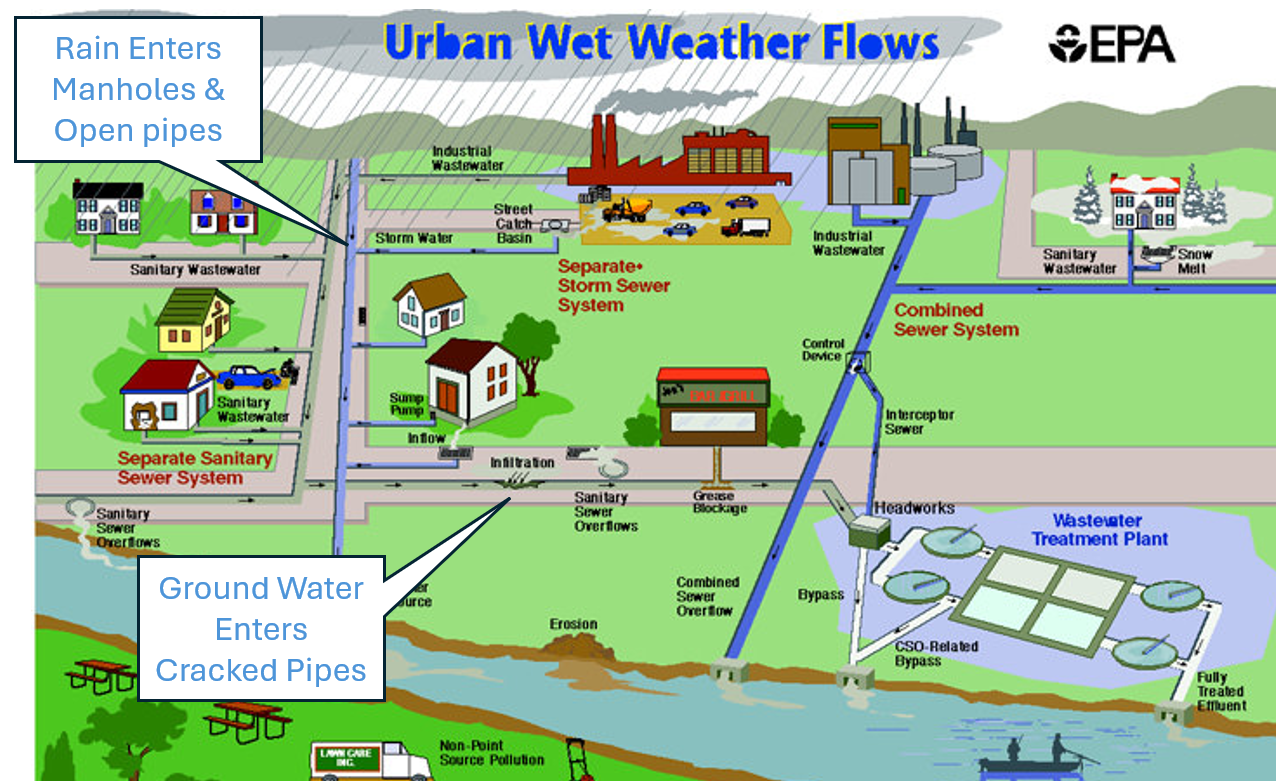 Rain Enters
Manholes &
Open pipes
Urban Wet Weather Flows
EPA
Industrial
Wastewater
Street
Catch
Basin
Storm Water
Sanitary Wastewater
Separate•
Storm Sewer
System
Industrial
Wastewater
Sanitary
Wastewater
Snow
Melt
Combined
Sewer System
Control
Device
Sanitary
Wastewater
Sump
Pump
Inflow
Interceptor
Sewer
Separate Sanitary
Sewer System
Infiltration
Sanitary
Sewer
Overflows
Grease
Blockage
Sanitary
Sewer
Overflows
Headworks
Wastewater
Treatment Plant
Ground Water
Enters
Cracked Pipes
Combined
Sewer
Overflow
Bypass
Erosion
CSO-Related
Bypass
Fully
Treated
Effluent
LAWN CARE
INC.
Non-Point
Source Pollution